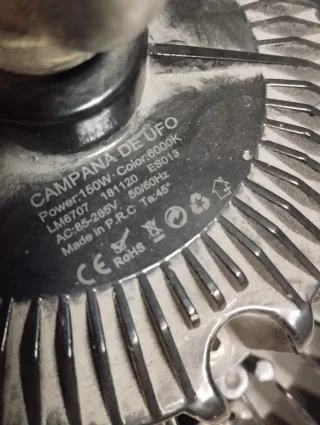 CAMPANA DE UFO
Power:150W Color:6000K
LM6707 181120 ES013
AC:85-265V 50/60Hz
Made in P.R.C Ta:45°
CE RoHS